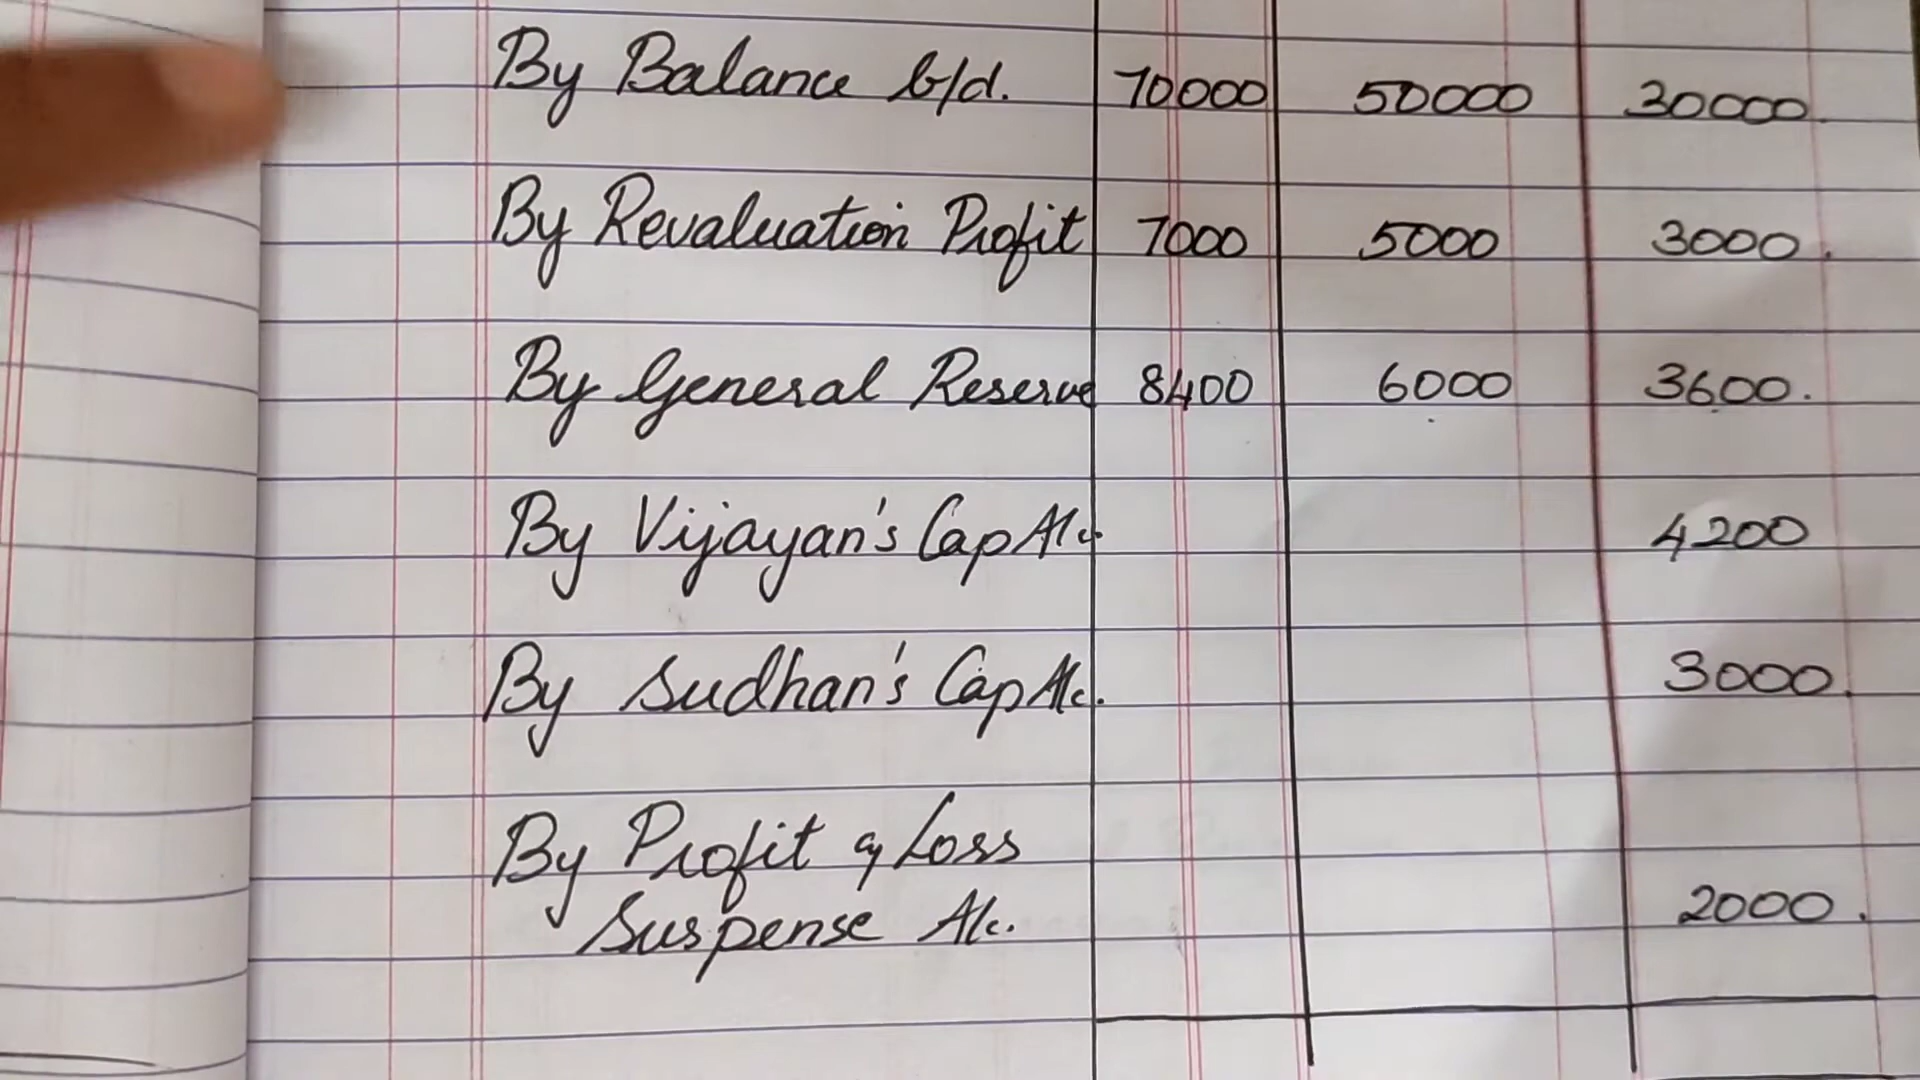 By Balance b/d. 70000 50000 30000.
By Revaluation Profit 7000 5000 3000.
By General Reserve 8400 6000 3600.
By Vijayan's Cap A/c. 4200
By Sudhan's Cap A/c. 3000.
By Profit & Loss
Suspense A/c. 2000.